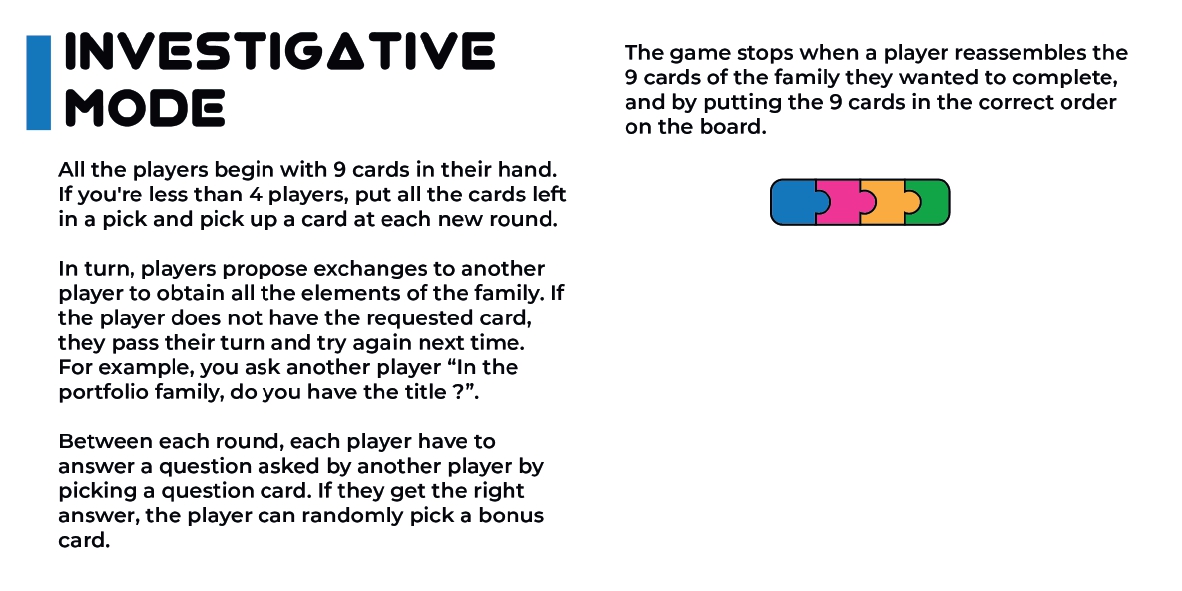 INVESTIGATIVE
MODE
All the players begin with 9 cards in their hand.
If you're less than 4 players, put all the cards left
in a pick and pick up a card at each new round.
In turn, players propose exchanges to another
player to obtain all the elements of the family. If
the player does not have the requested card,
they pass their turn and try again next time.
For example, you ask another player “In the
portfolio family, do you have the title ?”.
Between each round, each player have to
answer a question asked by another player by
picking a question card. If they get the right
answer, the player can randomly pick a bonus
card.
The game stops when a player reassembles the
9 cards of the family they wanted to complete,
and by putting the 9 cards in the correct order
on the board.